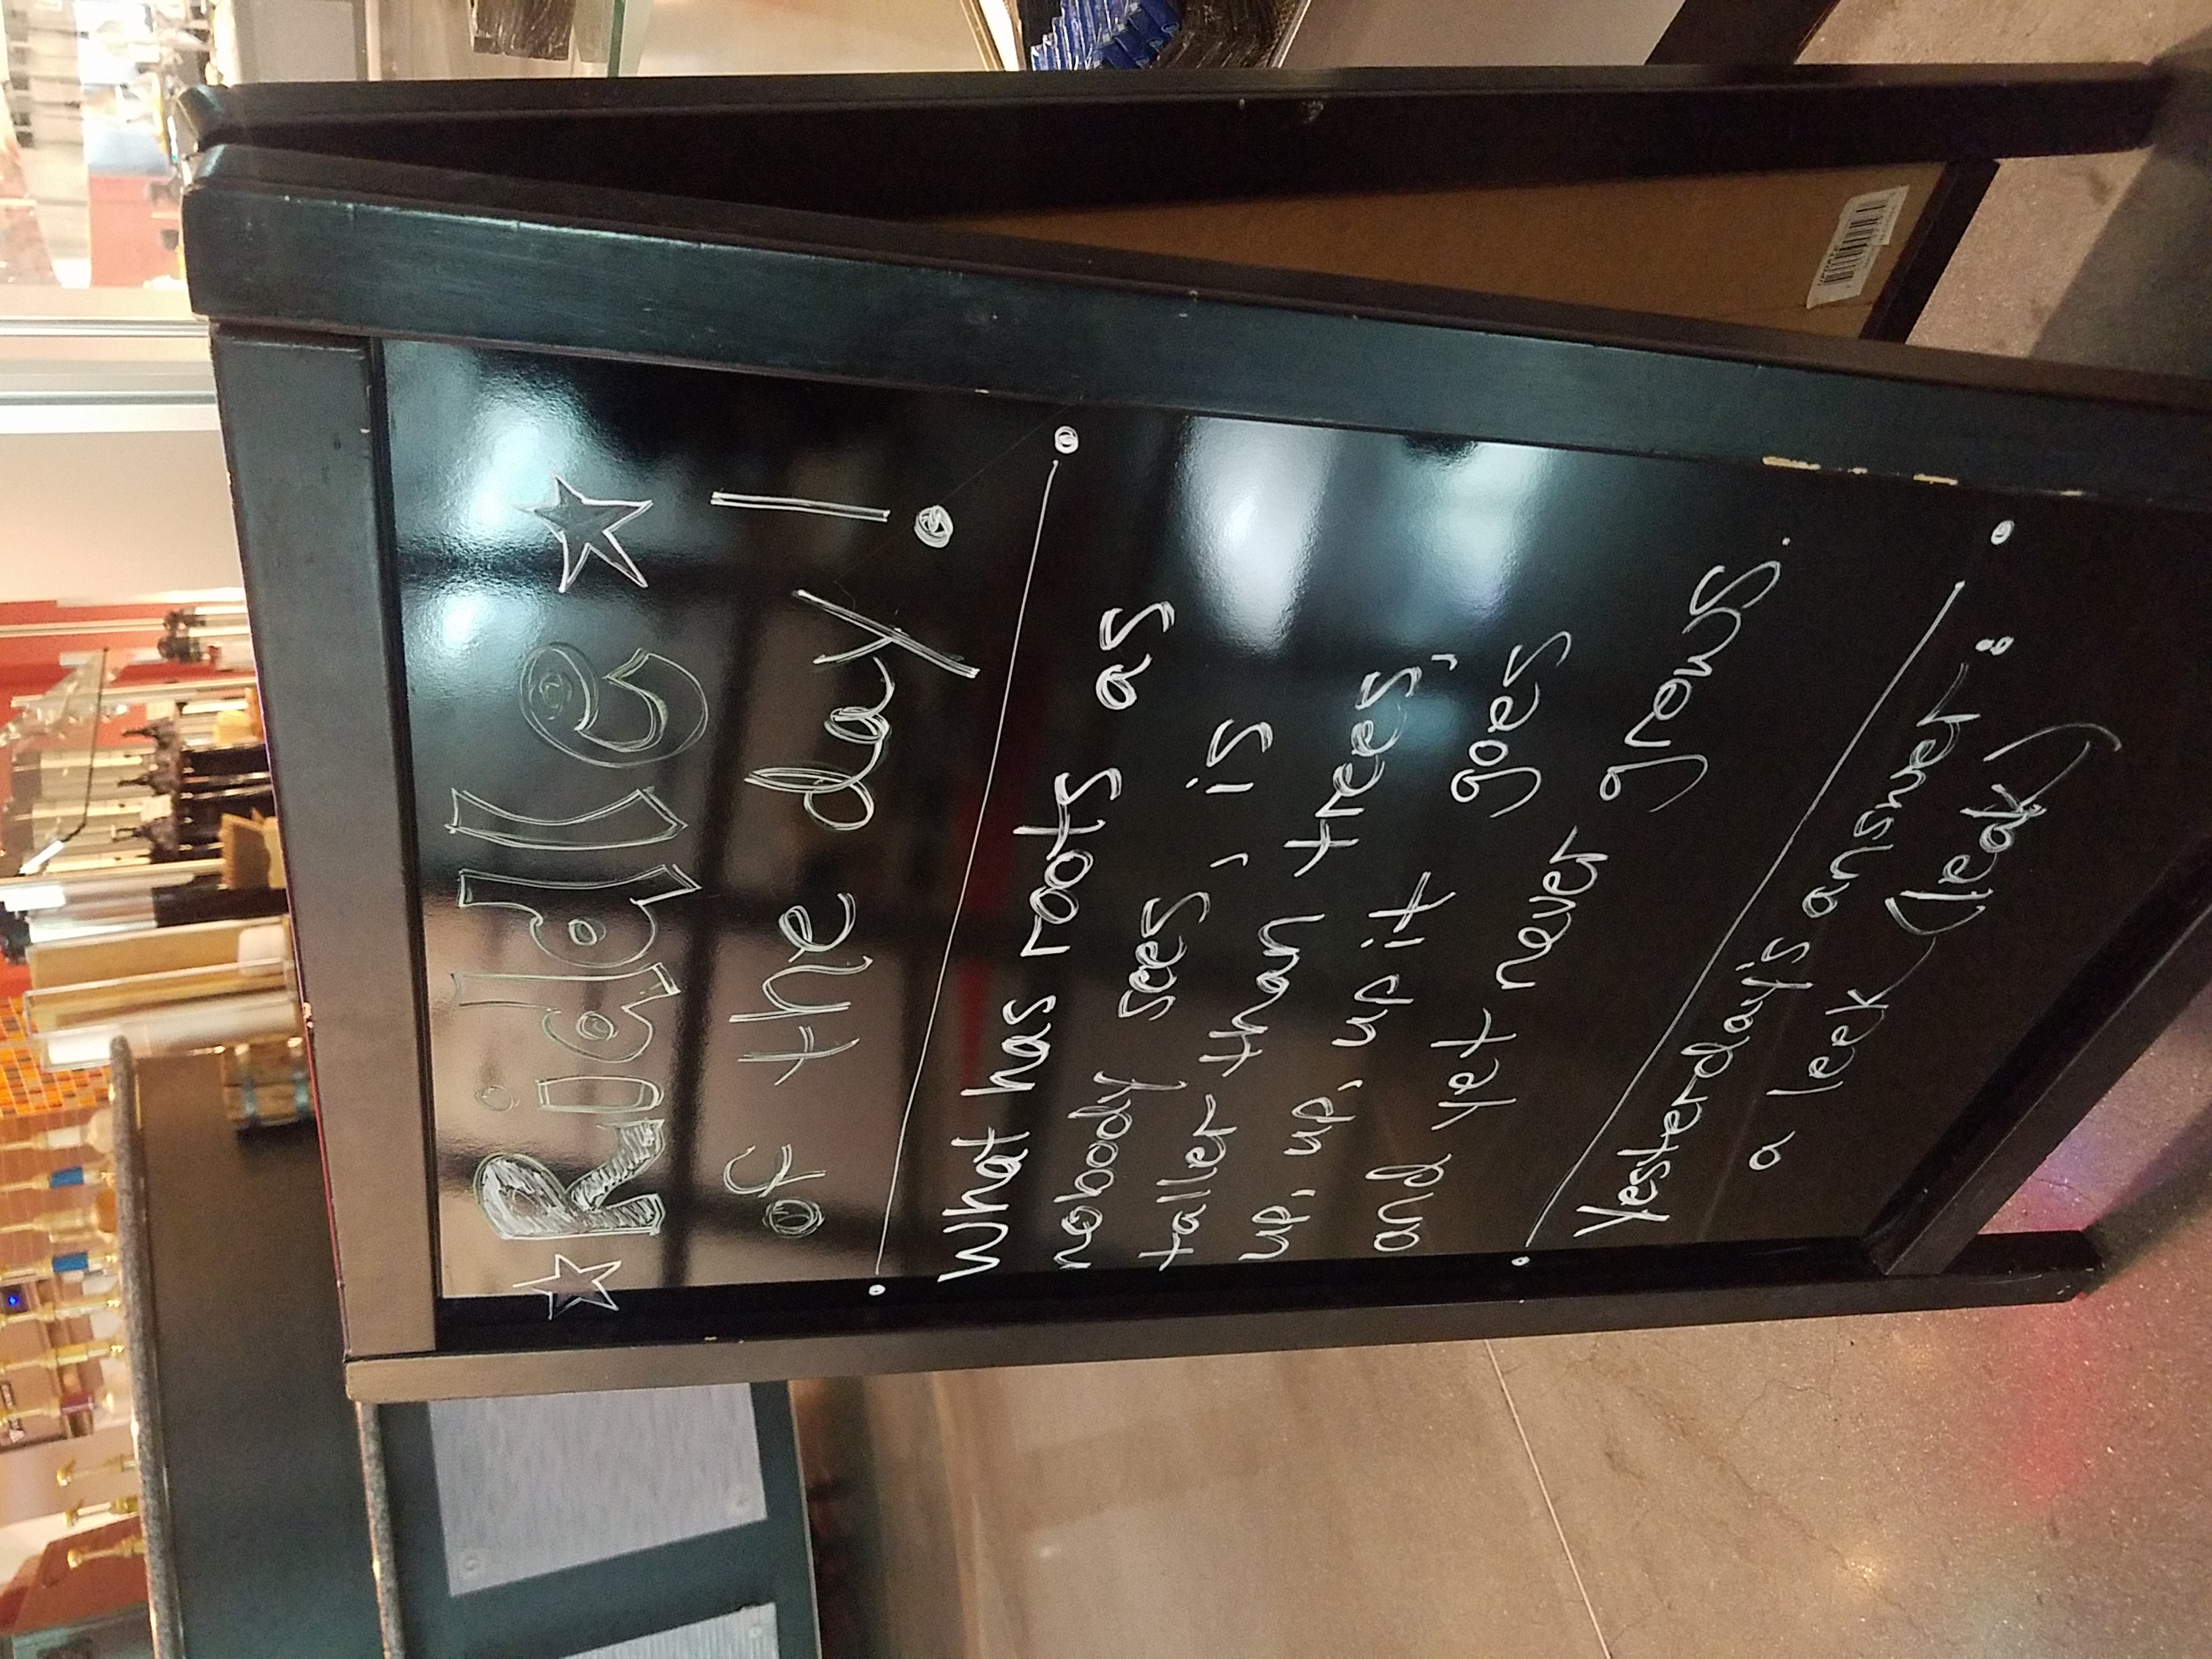 Riddle
of the day!
What has roots as
nobody sees, is
taller than trees,
up, up, up it goes
and yet never grows.
Yesterday's answer:
a leek (leak)